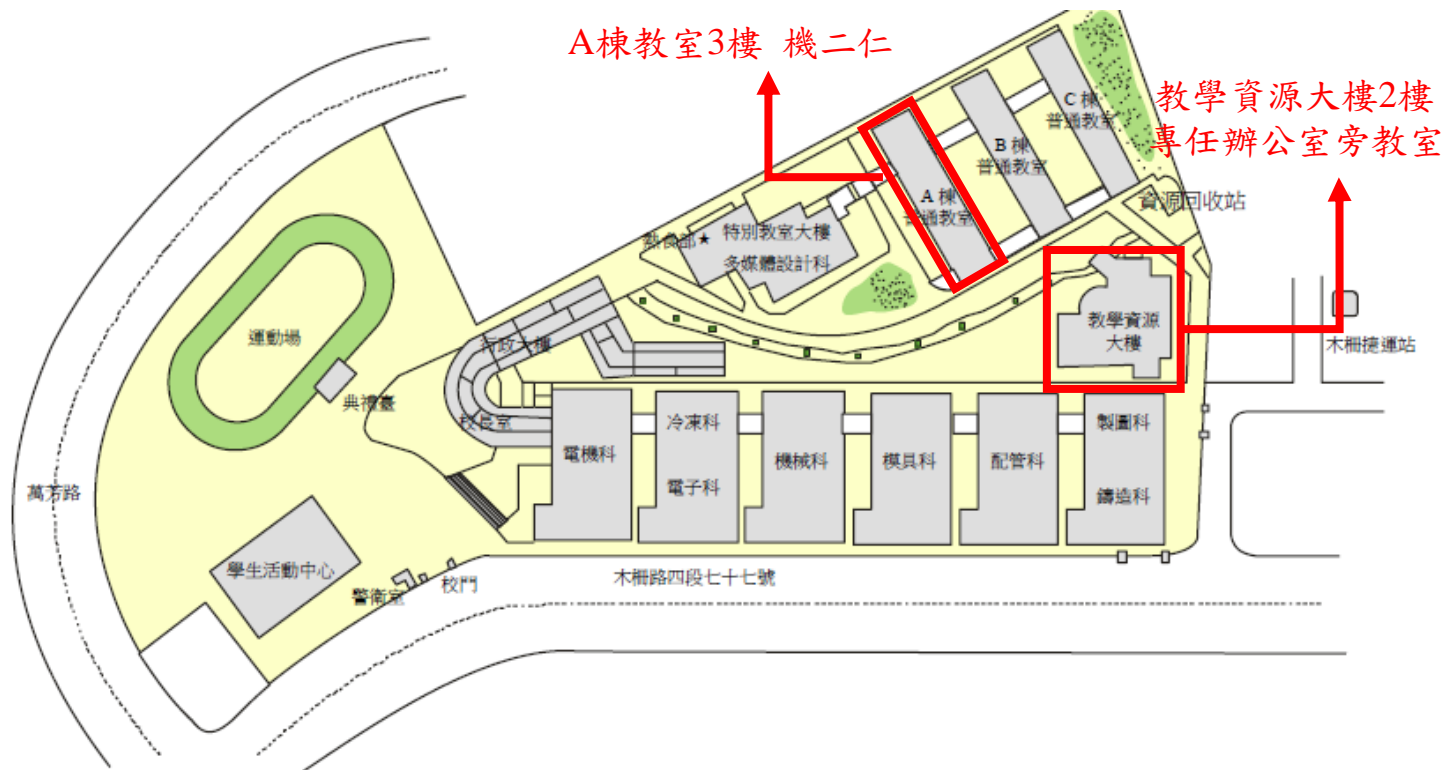 A棟教室3樓 機二仁
教學資源大樓2樓
專任辦公室旁教室
C 棟
普通教室
B 棟
普通教室
A 棟
普通教室
資源回收站
熱食部★
特別教室大樓
多媒體設計科
運動場
行政大樓
教學資源
大樓
木柵捷運站
典禮臺
校長室
電機科
冷凍科
電子科
機械科
模具科
配管科
製圖科
鑄造科
萬芳路
學生活動中心
警衛室
校門
木柵路四段七十七號